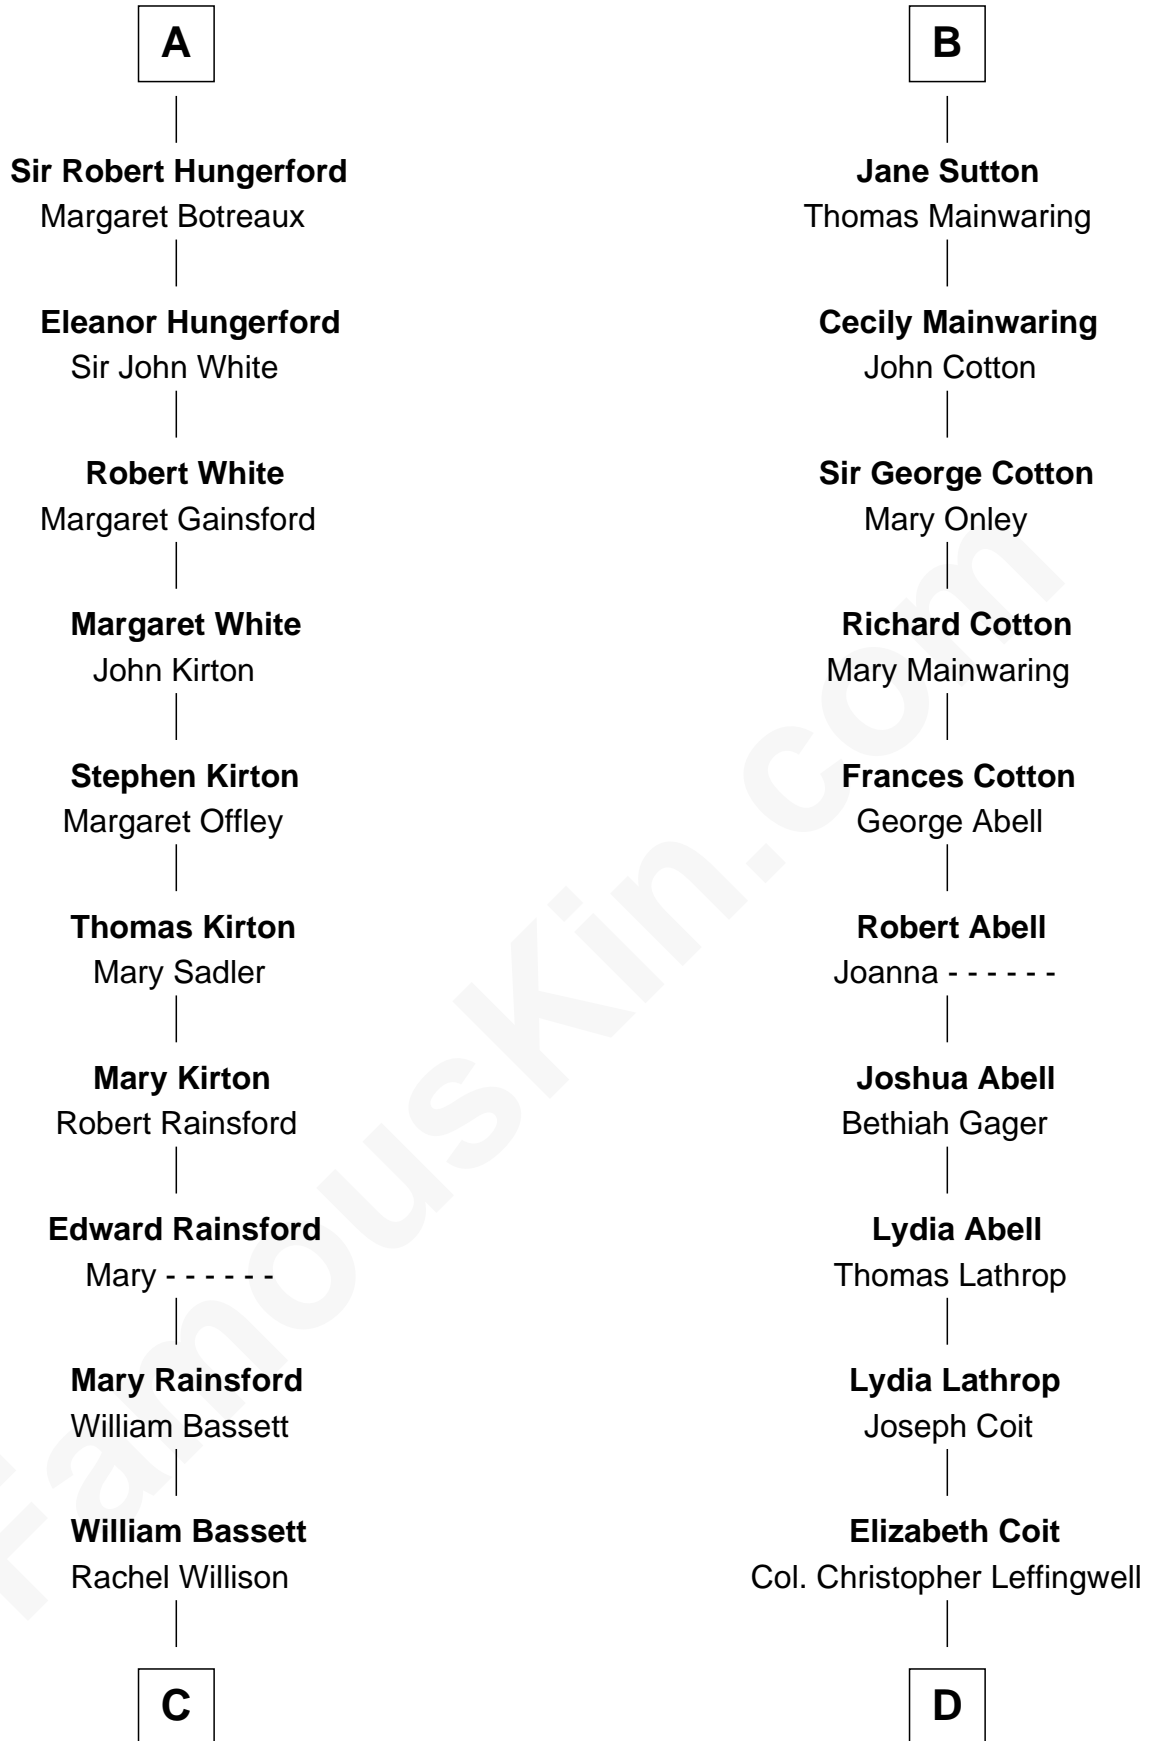 A
Sir Robert Hungerford
Margaret Botreaux
Eleanor Hungerford
Sir John White
Robert White
Margaret Gainsford
Margaret White
John Kirton
Stephen Kirton
Margaret Offley
Thomas Kirton
Mary Sadler
Mary Kirton
Robert Rainsford
Edward Rainsford
Mary - - - - - -
Mary Rainsford
William Bassett
William Bassett
Rachel Willison
C
B
Jane Sutton
Thomas Mainwaring
Cecily Mainwaring
John Cotton
Sir George Cotton
Mary Onley
Richard Cotton
Mary Mainwaring
Frances Cotton
George Abell
Robert Abell
Joanna - - - - - -
Joshua Abell
Bethiah Gager
Lydia Abell
Thomas Lathrop
Lydia Lathrop
Joseph Coit
Elizabeth Coit
Col. Christopher Leffingwell
D
FamousKin.com